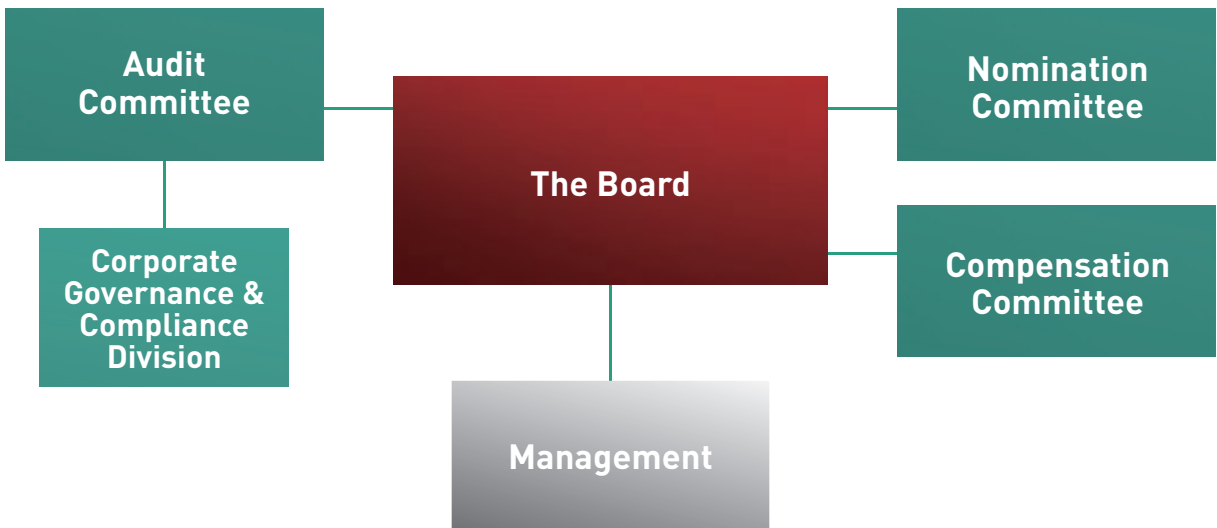 Audit
Committee
Nomination
Committee
The Board
Corporate
Governance &
Compliance
Division
Compensation
Committee
Management